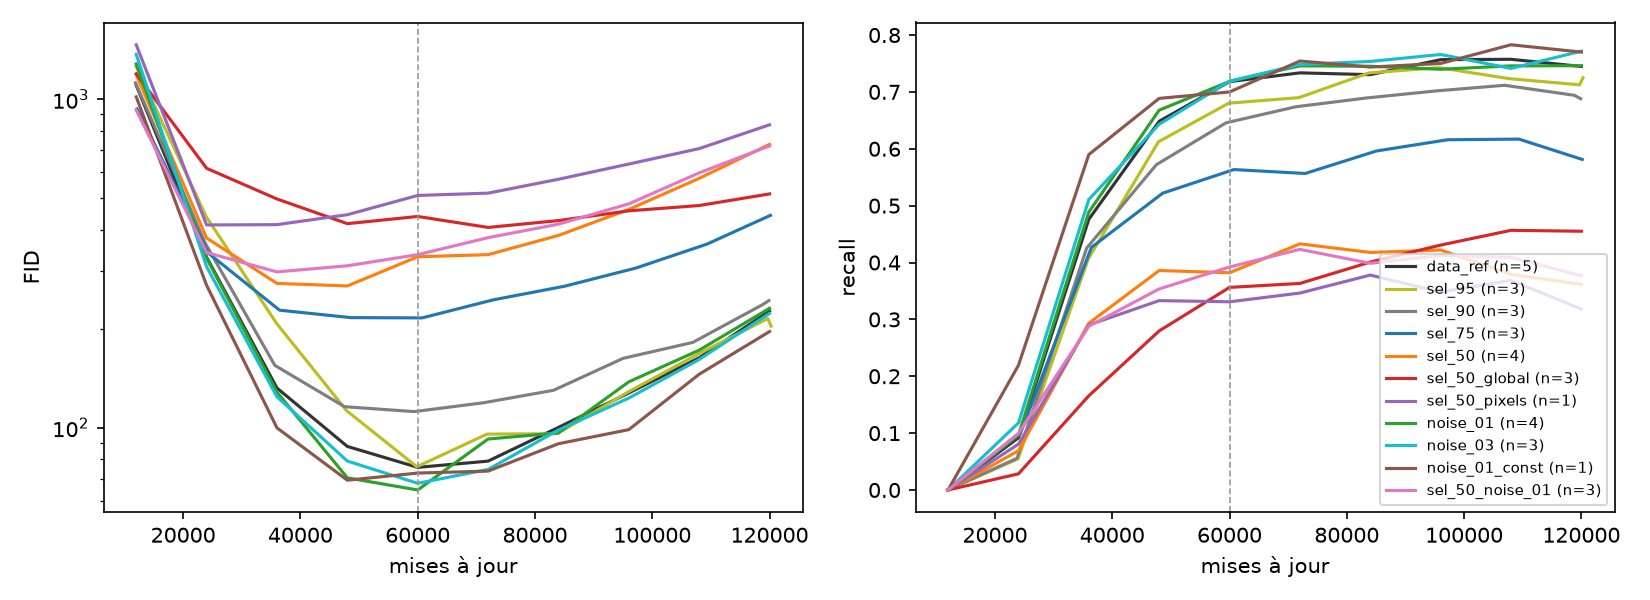 10³
10²
FID
20000 40000 60000 80000 100000 120000
mises à jour
0.8
0.7
0.6
0.5
0.4
0.3
0.2
0.1
0.0
recall
data_ref (n=5)
sel_95 (n=3)
sel_90 (n=3)
sel_75 (n=3)
sel_50 (n=4)
sel_50_global (n=3)
sel_50_pixels (n=1)
noise_01 (n=4)
noise_03 (n=3)
noise_01_const (n=1)
sel_50_noise_01 (n=3)
20000 40000 60000 80000 100000 120000
mises à jour